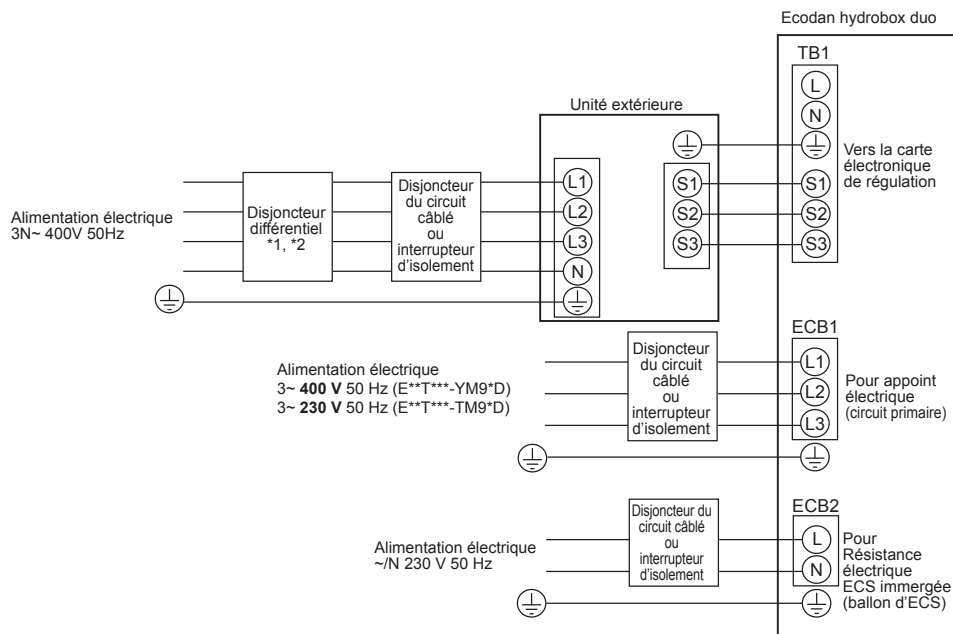 Ecodan hydrobox duo
TB1
L
N
Vers la carte
électronique
de régulation
S1
S2
S3
Unité extérieure
L1
L2
L3
N
S1
S2
S3
Alimentation électrique
3N~ 400V 50Hz
Disjoncteur
différentiel
*1, *2
Disjoncteur
du circuit
câblé
ou
interrupteur
d'isolement
ECB1
L1
L2
L3
Pour appoint
électrique
(circuit primaire)
Alimentation électrique
3~ 400 V 50 Hz (E**T***-YM9*D)
3~ 230 V 50 Hz (E**T***-TM9*D)
Disjoncteur
du circuit
câblé
ou
interrupteur
d'isolement
ECB2
L
N
Pour
Résistance
électrique
ECS immergée
(ballon d'ECS)
Alimentation électrique
~/N 230 V 50 Hz
Disjoncteur du
circuit câblé
ou
interrupteur
d'isolement